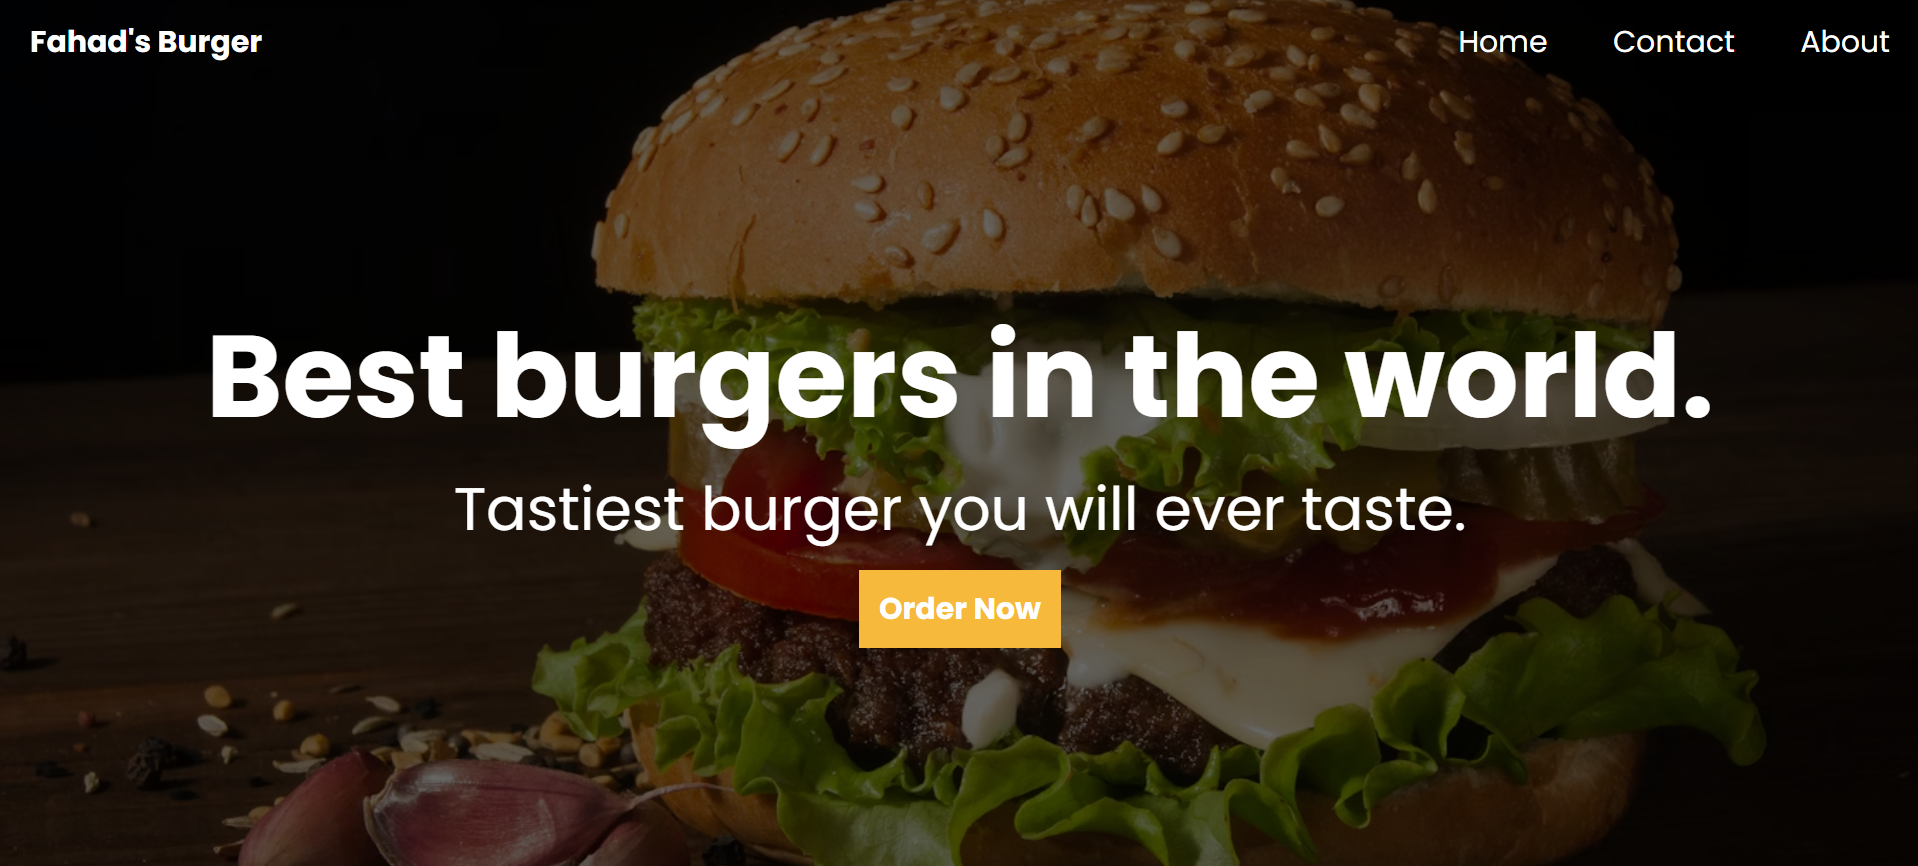 Fahad's Burger
Home Contact About
Best burgers in the world.
Tastiest burger you will ever taste.
Order Now